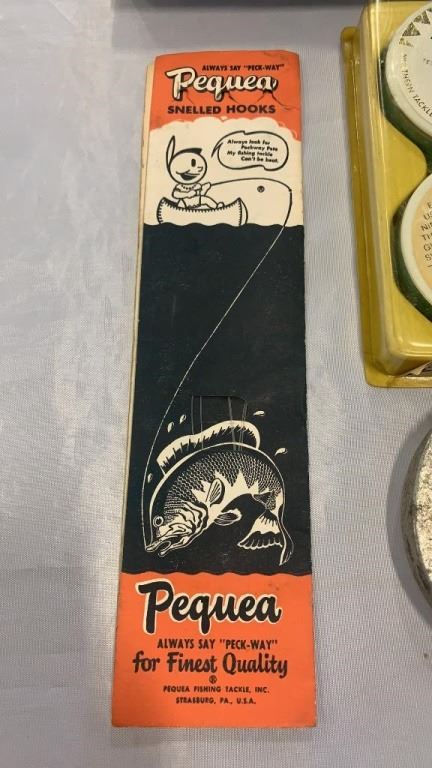 ALWAYS SAY "PECK-WAY"
Pequea
SNELLED HOOKS
Always look for
Peckway Pete
My fishing tackle
Can't be beat.
®
Pequea
ALWAYS SAY "PECK-WAY"
for Finest Quality
®
PEQUEA FISHING TACKLE, INC.
STRASBURG, PA., U.S.A.